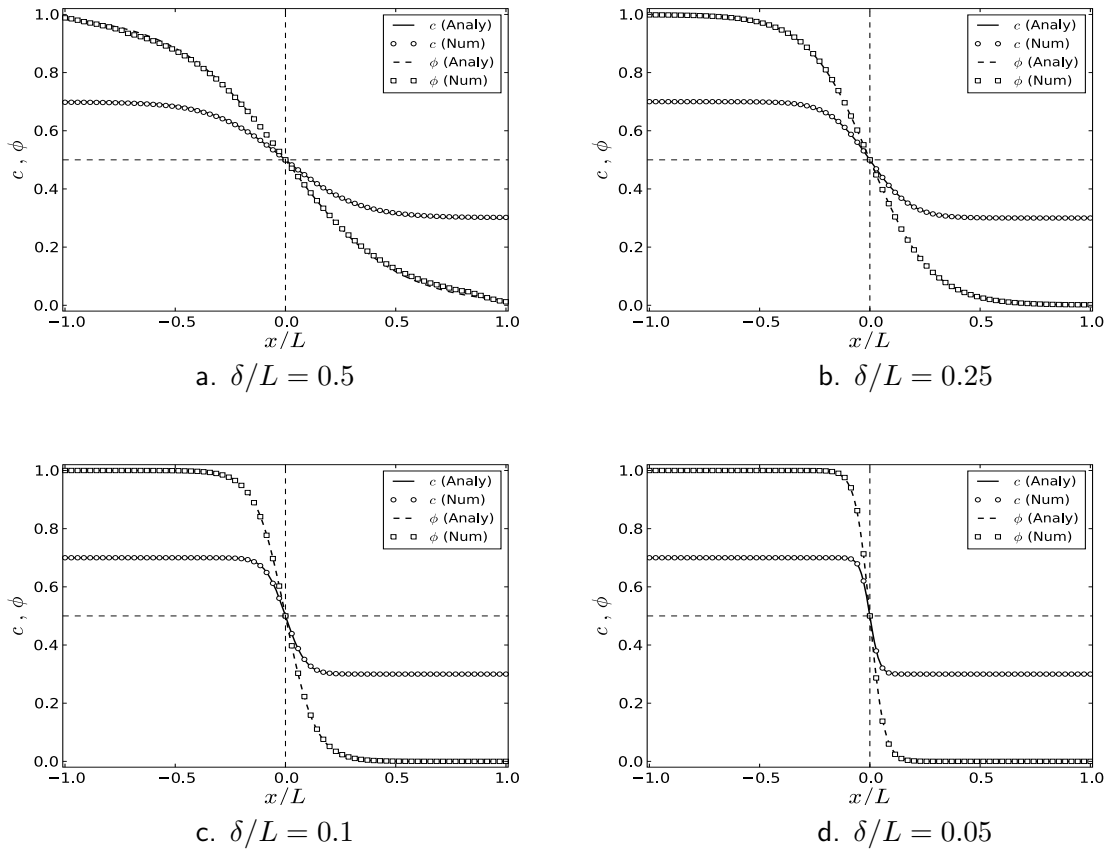 1.0
0.8
0.6
0.4
0.2
0.0
c , ϕ
−1.0 −0.5 0.0 0.5 1.0
x/L
c (Analy)
c (Num)
ϕ (Analy)
ϕ (Num)
a. δ/L = 0.5
1.0
0.8
0.6
0.4
0.2
0.0
c , ϕ
−1.0 −0.5 0.0 0.5 1.0
x/L
c (Analy)
c (Num)
ϕ (Analy)
ϕ (Num)
b. δ/L = 0.25
1.0
0.8
0.6
0.4
0.2
0.0
c , ϕ
−1.0 −0.5 0.0 0.5 1.0
x/L
c (Analy)
c (Num)
ϕ (Analy)
ϕ (Num)
c. δ/L = 0.1
1.0
0.8
0.6
0.4
0.2
0.0
c , ϕ
−1.0 −0.5 0.0 0.5 1.0
x/L
c (Analy)
c (Num)
ϕ (Analy)
ϕ (Num)
d. δ/L = 0.05